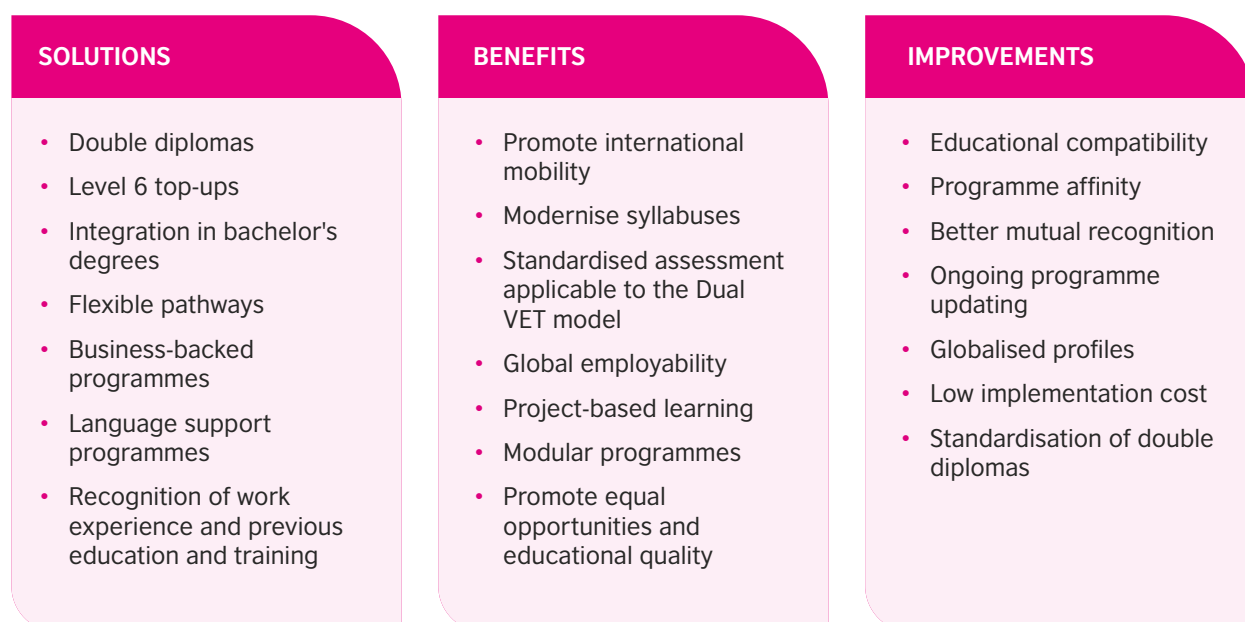 SOLUTIONS
• Double diplomas
• Level 6 top-ups
• Integration in bachelor's
degrees
• Flexible pathways
• Business-backed
programmes
• Language support
programmes
• Recognition of work
experience and previous
education and training
BENEFITS
• Promote international
mobility
• Modernise syllabuses
• Standardised assessment
applicable to the Dual
VET model
• Global employability
• Project-based learning
• Modular programmes
• Promote equal
opportunities and
educational quality
IMPROVEMENTS
• Educational compatibility
• Programme affinity
• Better mutual recognition
• Ongoing programme
updating
• Globalised profiles
• Low implementation cost
• Standardisation of double
diplomas